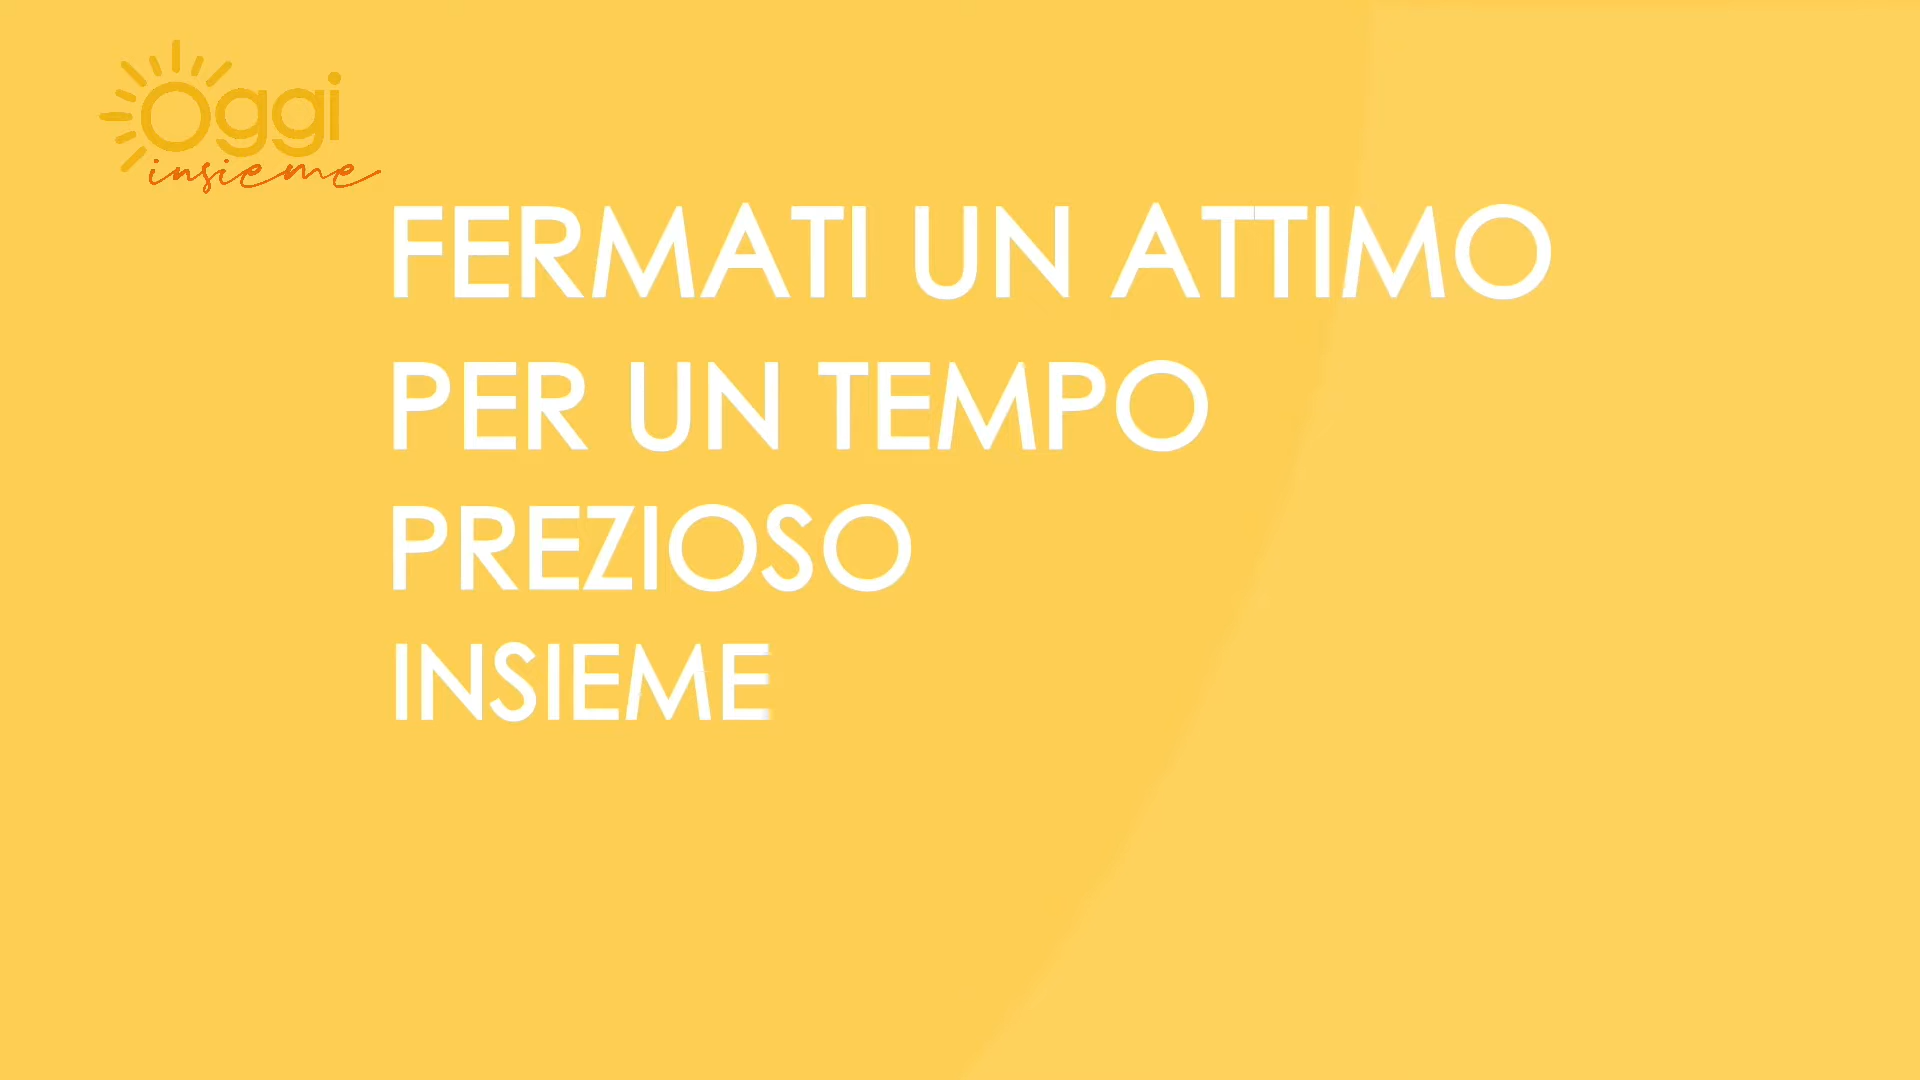 Oggi
insieme
FERMATI UN ATTIMO
PER UN TEMPO
PREZIOSO
INSIEME